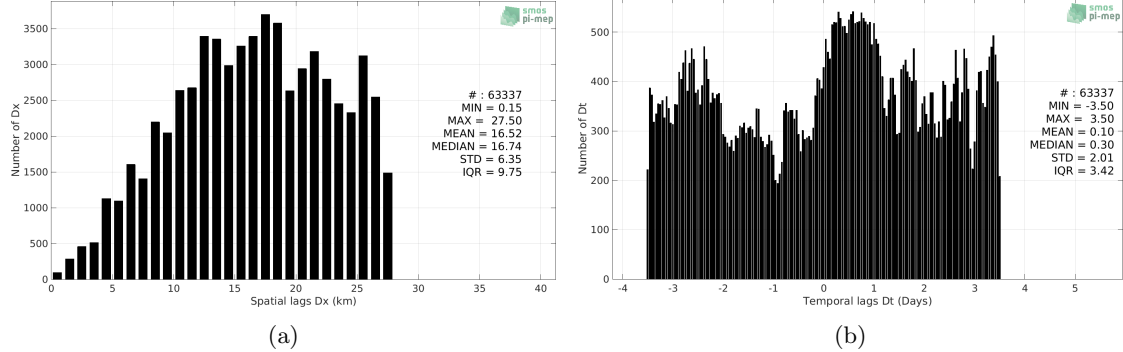 3500
3000
2500
2000
1500
1000
500
0
Number of Dx
0 5 10 15 20 25 30 35 40
Spatial lags Dx (km)
smos
pi-mep
# : 63337
MIN = 0.15
MAX = 27.50
MEAN = 16.52
MEDIAN = 16.74
STD = 6.35
IQR = 9.75
(a)
500
400
300
200
100
0
Number of Dt
-4 -3 -2 -1 0 1 2 3 4 5
Temporal lags Dt (Days)
smos
pi-mep
# : 63337
MIN = -3.50
MAX = 3.50
MEAN = 0.10
MEDIAN = 0.30
STD = 2.01
IQR = 3.42
(b)